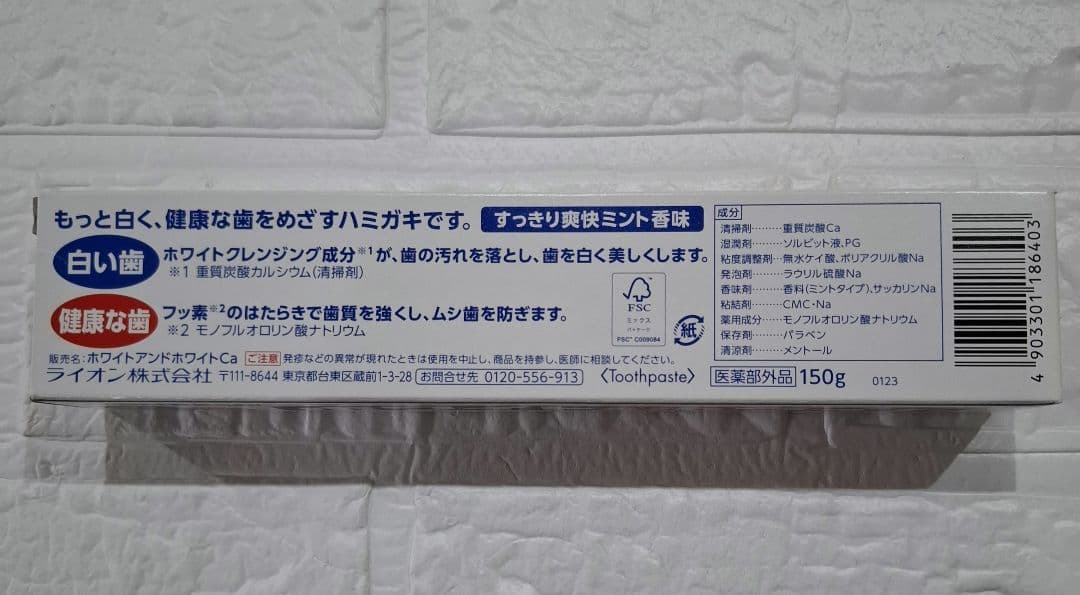 もっと白く、健康な歯をめざすハミガキです。 すっきり爽快ミント香味
白い歯
ホワイトクレンジング成分※1が、歯の汚れを落とし、歯を白く美しくします。
※1 重質炭酸カルシウム(清掃剤)
健康な歯
フッ素※2のはたらきで歯質を強くし、ムシ歯を防ぎます。
※2 モノフルオロリン酸ナトリウム
FSC
ミックス
パッケージ
FSC™ C009084
紙
販売名:ホワイトアンドホワイトCa ご注意 発疹などの異常が現れたときは使用を中止し、商品を持参し、医師に相談してください。
ライオン株式会社 〒111-8644 東京都台東区蔵前1-3-28 お問合せ先 0120-556-913 〈Toothpaste〉 医薬部外品 150g 0123
成分
清掃剤………重質炭酸Ca
湿潤剤………ソルビット液、PG
粘度調整剤…無水ケイ酸、ポリアクリル酸Na
発泡剤………ラウリル硫酸Na
香味剤………香料(ミントタイプ)、サッカリンNa
粘結剤………CMC・Na
薬用成分……モノフルオロリン酸ナトリウム
保存剤………パラベン
清涼剤………メントール
4 903301 186403